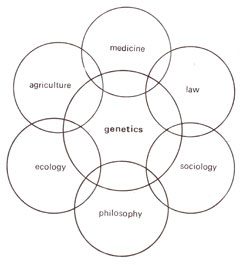 medicine
agriculture
law
genetics
ecology
sociology
philosophy